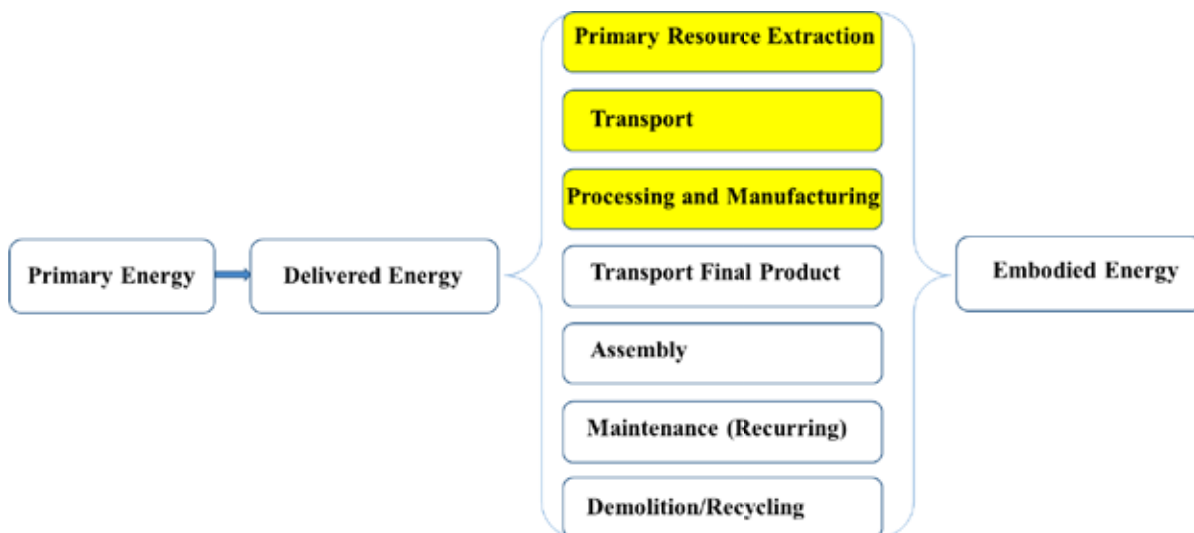 Primary Resource Extraction
Transport
Processing and Manufacturing
Primary Energy
Delivered Energy
Transport Final Product
Embodied Energy
Assembly
Maintenance (Recurring)
Demolition/Recycling